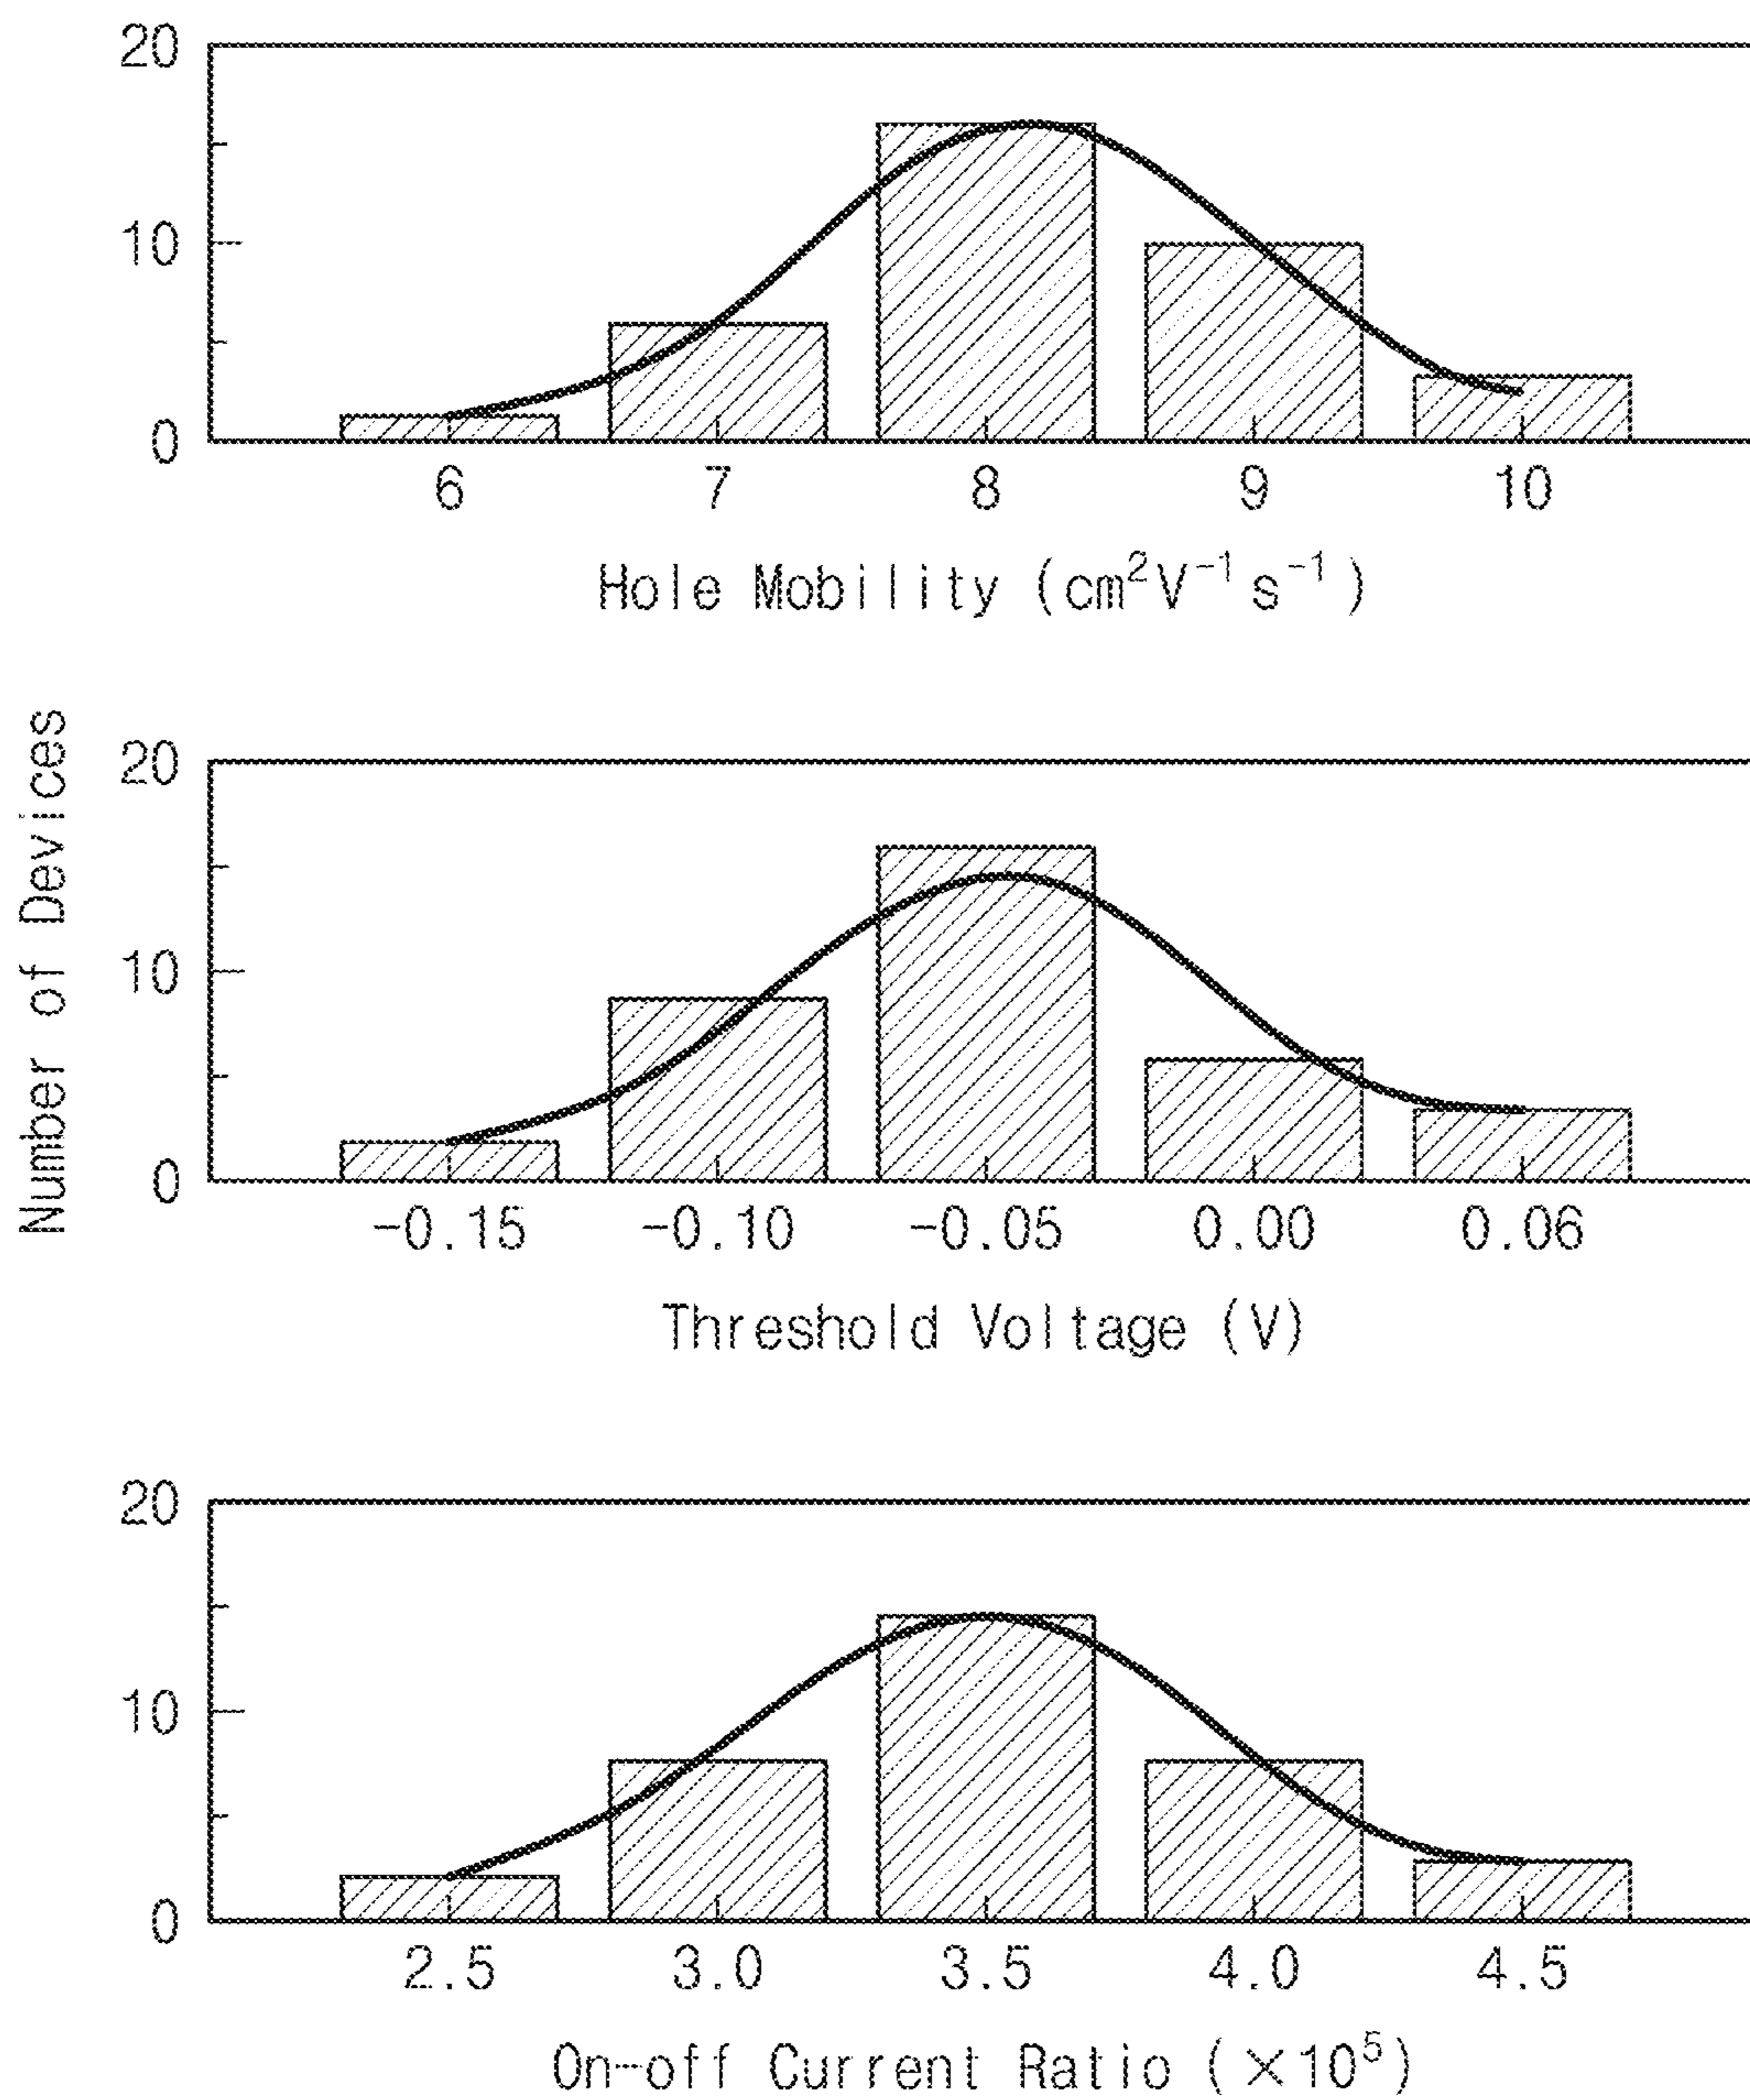 20
10
0
6 7 8 9 10
Hole Mobility (cm²V⁻¹s⁻¹)
Number of Devices
20
10
0
-0.15 -0.10 -0.05 0.00 0.06
Threshold Voltage (V)
20
10
0
2.5 3.0 3.5 4.0 4.5
On-off Current Ratio (×10⁵)